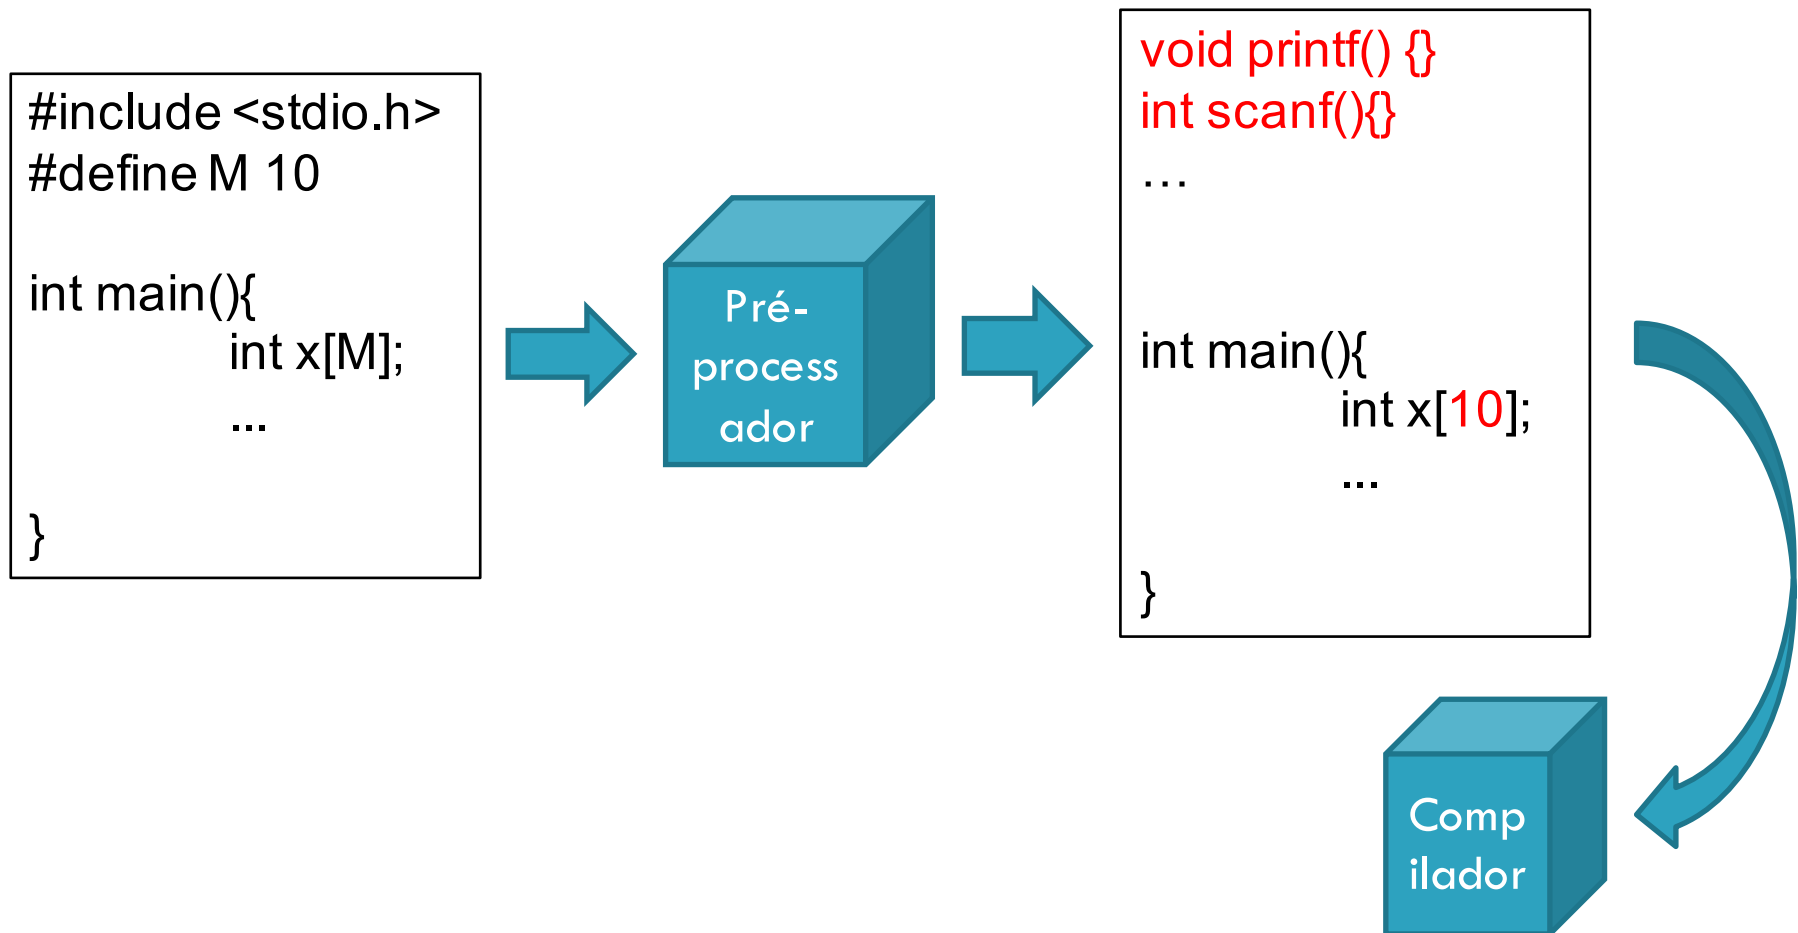 #include <stdio.h>
#define M 10
int main(){
int x[M];
...
}
Pré-
process
ador
void printf() {}
int scanf(){}
…
int main(){
int x[10];
...
}
Comp
ilador